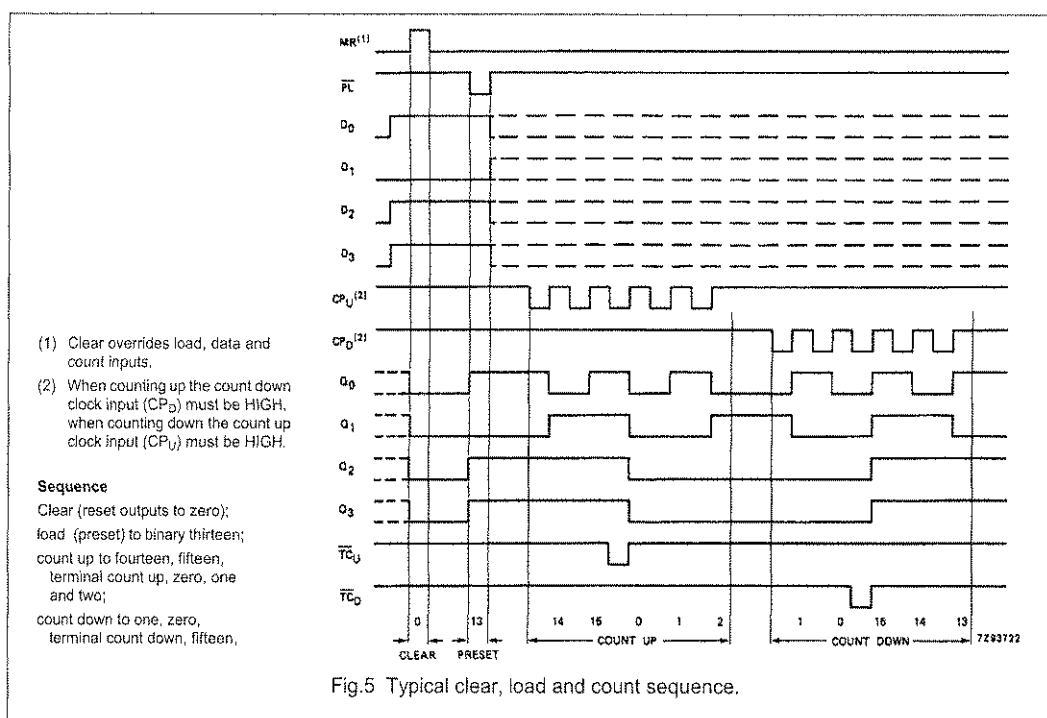 MR(1)
PL
D0
D1
D2
D3
CPU(2)
CPD(2)
Q0
Q1
Q2
Q3
TCU
TCD
0 13 14 15 0 1 2 1 0 15 14 13
CLEAR PRESET COUNT UP COUNT DOWN 7Z93722
(1) Clear overrides load, data and
count inputs.
(2) When counting up the count down
clock input (CPD) must be HIGH,
when counting down the count up
clock input (CPU) must be HIGH.
Sequence
Clear (reset outputs to zero);
load (preset) to binary thirteen;
count up to fourteen, fifteen,
terminal count up, zero, one
and two;
count down to one, zero,
terminal count down, fifteen,
Fig.5 Typical clear, load and count sequence.